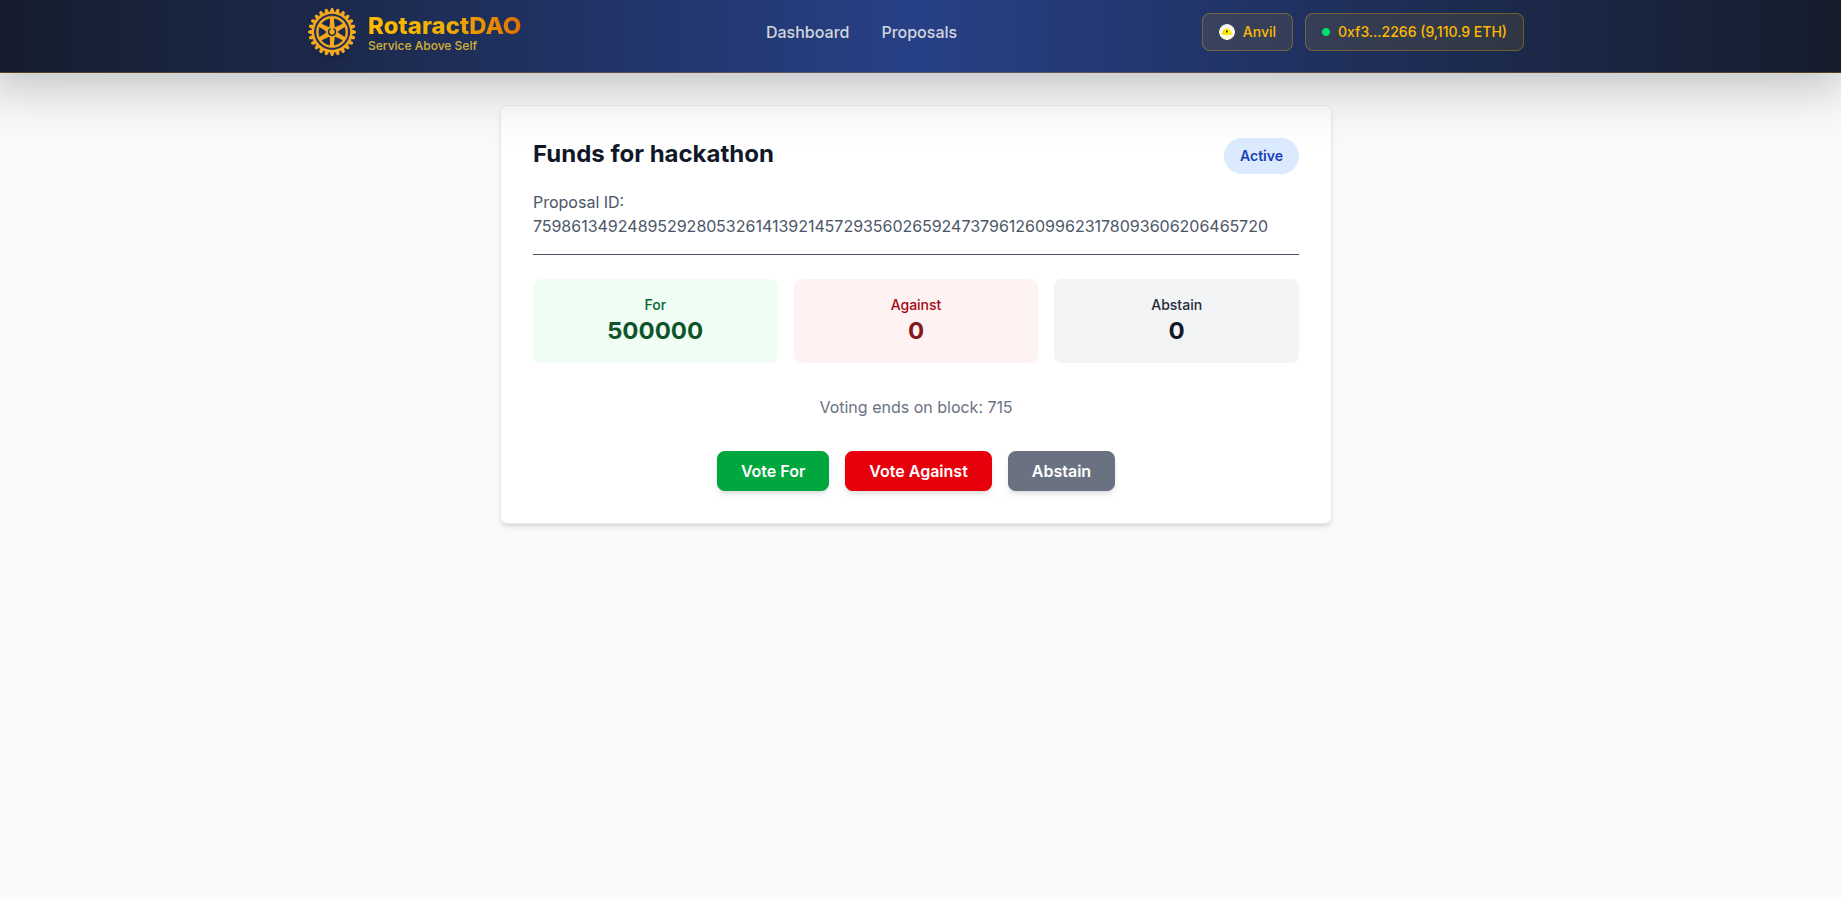 RotaractDAO
Service Above Self
Dashboard
Proposals
Anvil
0xf3...2266 (9,110.9 ETH)
Funds for hackathon
Active
Proposal ID:
75986134924895292805326141392145729356026592473796126099623178093606206465720
For
500000
Against
0
Abstain
0
Voting ends on block: 715
Vote For
Vote Against
Abstain